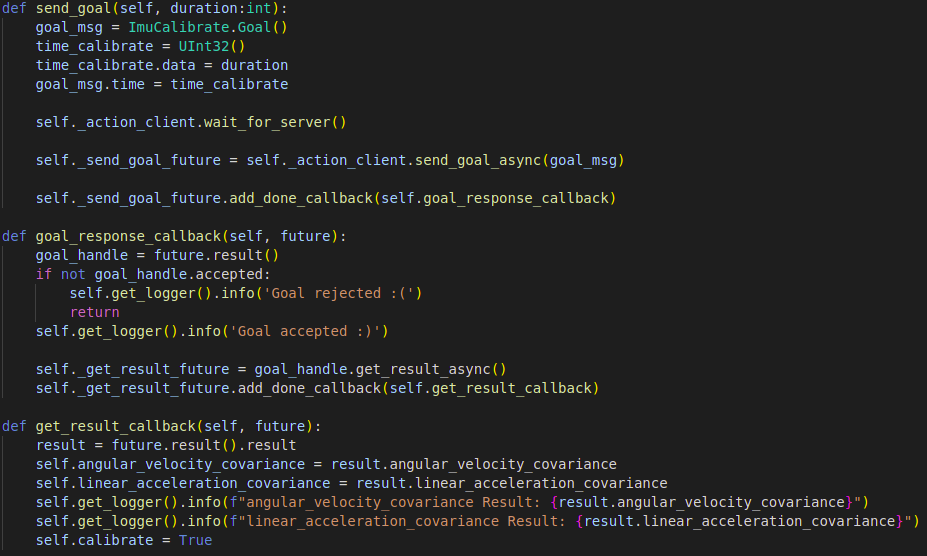 def send_goal(self, duration:int):
    goal_msg = ImuCalibrate.Goal()
    time_calibrate = UInt32()
    time_calibrate.data = duration
    goal_msg.time = time_calibrate

    self._action_client.wait_for_server()

    self._send_goal_future = self._action_client.send_goal_async(goal_msg)

    self._send_goal_future.add_done_callback(self.goal_response_callback)

def goal_response_callback(self, future):
    goal_handle = future.result()
    if not goal_handle.accepted:
        self.get_logger().info('Goal rejected :(')
        return
    self.get_logger().info('Goal accepted :)')

    self._get_result_future = goal_handle.get_result_async()
    self._get_result_future.add_done_callback(self.get_result_callback)

def get_result_callback(self, future):
    result = future.result().result
    self.angular_velocity_covariance = result.angular_velocity_covariance
    self.linear_acceleration_covariance = result.linear_acceleration_covariance
    self.get_logger().info(f"angular_velocity_covariance Result: {result.angular_velocity_covariance}")
    self.get_logger().info(f"linear_acceleration_covariance Result: {result.linear_acceleration_covariance}")
    self.calibrate = True